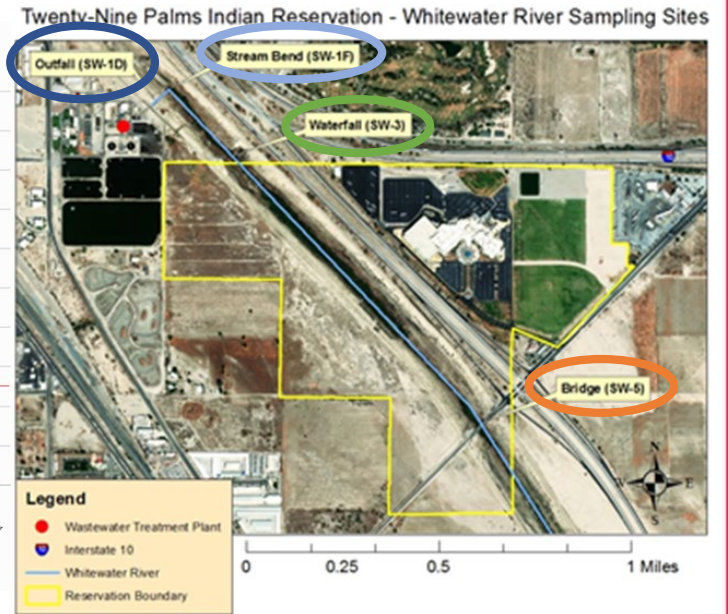 Twenty-Nine Palms Indian Reservation - Whitewater River Sampling Sites
Outfall (SW-1D)
Stream Bend (SW-1F)
Waterfall (SW-3)
10
Bridge (SW-5)
N
W E
S
Legend
Wastewater Treatment Plant
10 Interstate 10
Whitewater River
Reservation Boundary
0 0.25 0.5 1 Miles